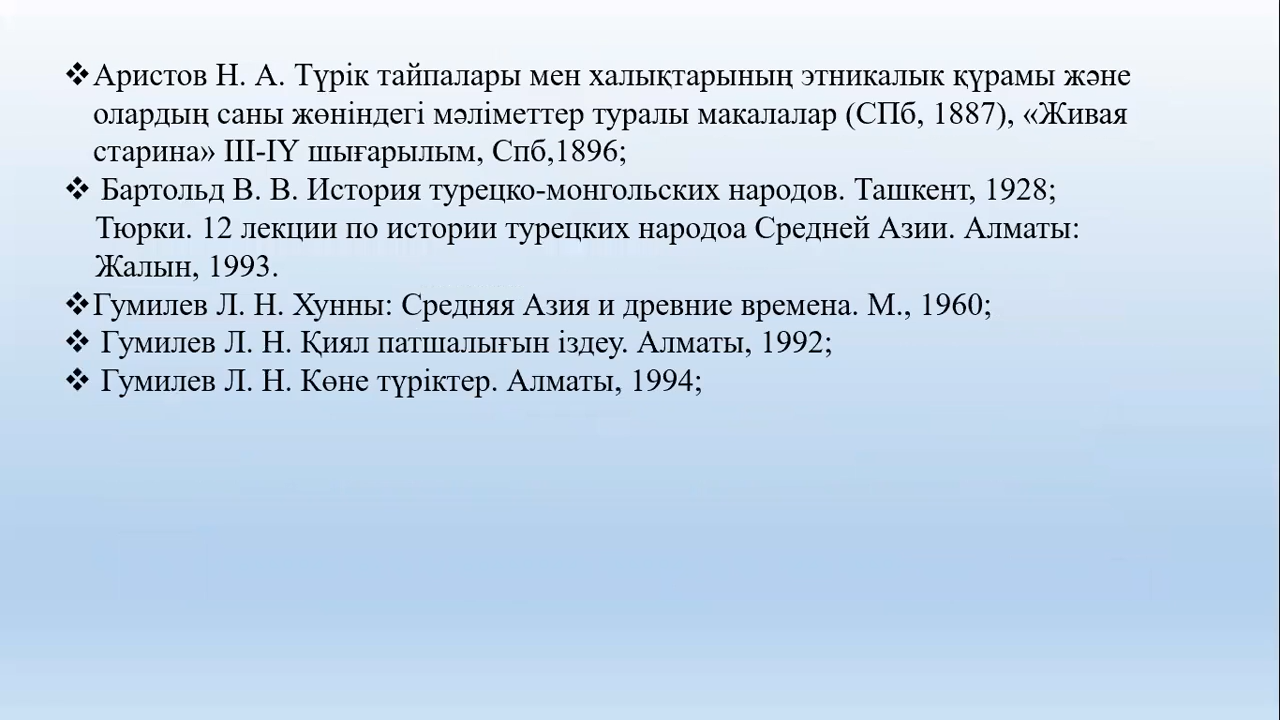 ❖Аристов Н. А. Түрік тайпалары мен халықтарының этникалык құрамы және
олардың саны жөніндегі мәліметтер туралы макалалар (СПб, 1887), «Живая
старина» III-IY шығарылым, Спб,1896;
❖ Бартольд В. В. История турецко-монгольских народов. Ташкент, 1928;
Тюрки. 12 лекции по истории турецких народоа Средней Азии. Алматы:
Жалын, 1993.
❖Гумилев Л. Н. Хунны: Средняя Азия и древние времена. М., 1960;
❖ Гумилев Л. Н. Қиял патшалығын іздеу. Алматы, 1992;
❖ Гумилев Л. Н. Көне түріктер. Алматы, 1994;